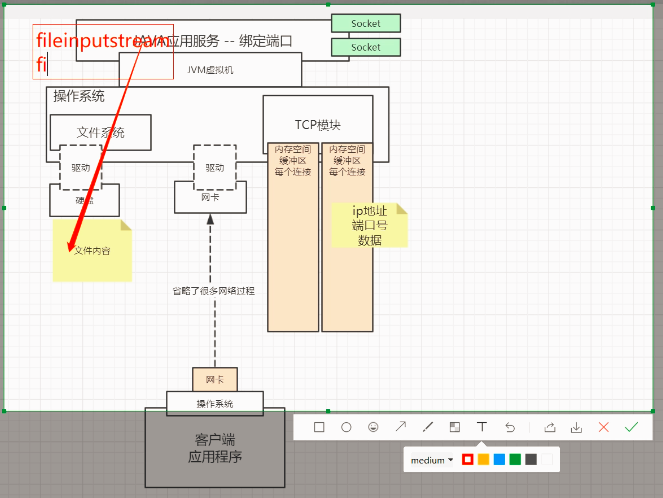 Socket
fileinputstream
JAVA应用服务 -- 绑定端口
Socket
fi
JVM虚拟机
操作系统
文件系统
TCP模块
驱动
驱动
内存空间
缓冲区
每个连接
内存空间
缓冲区
每个连接
硬盘
网卡
ip地址
端口号
数据
文件内容
省略了很多网络过程
网卡
操作系统
客户端
应用程序
medium